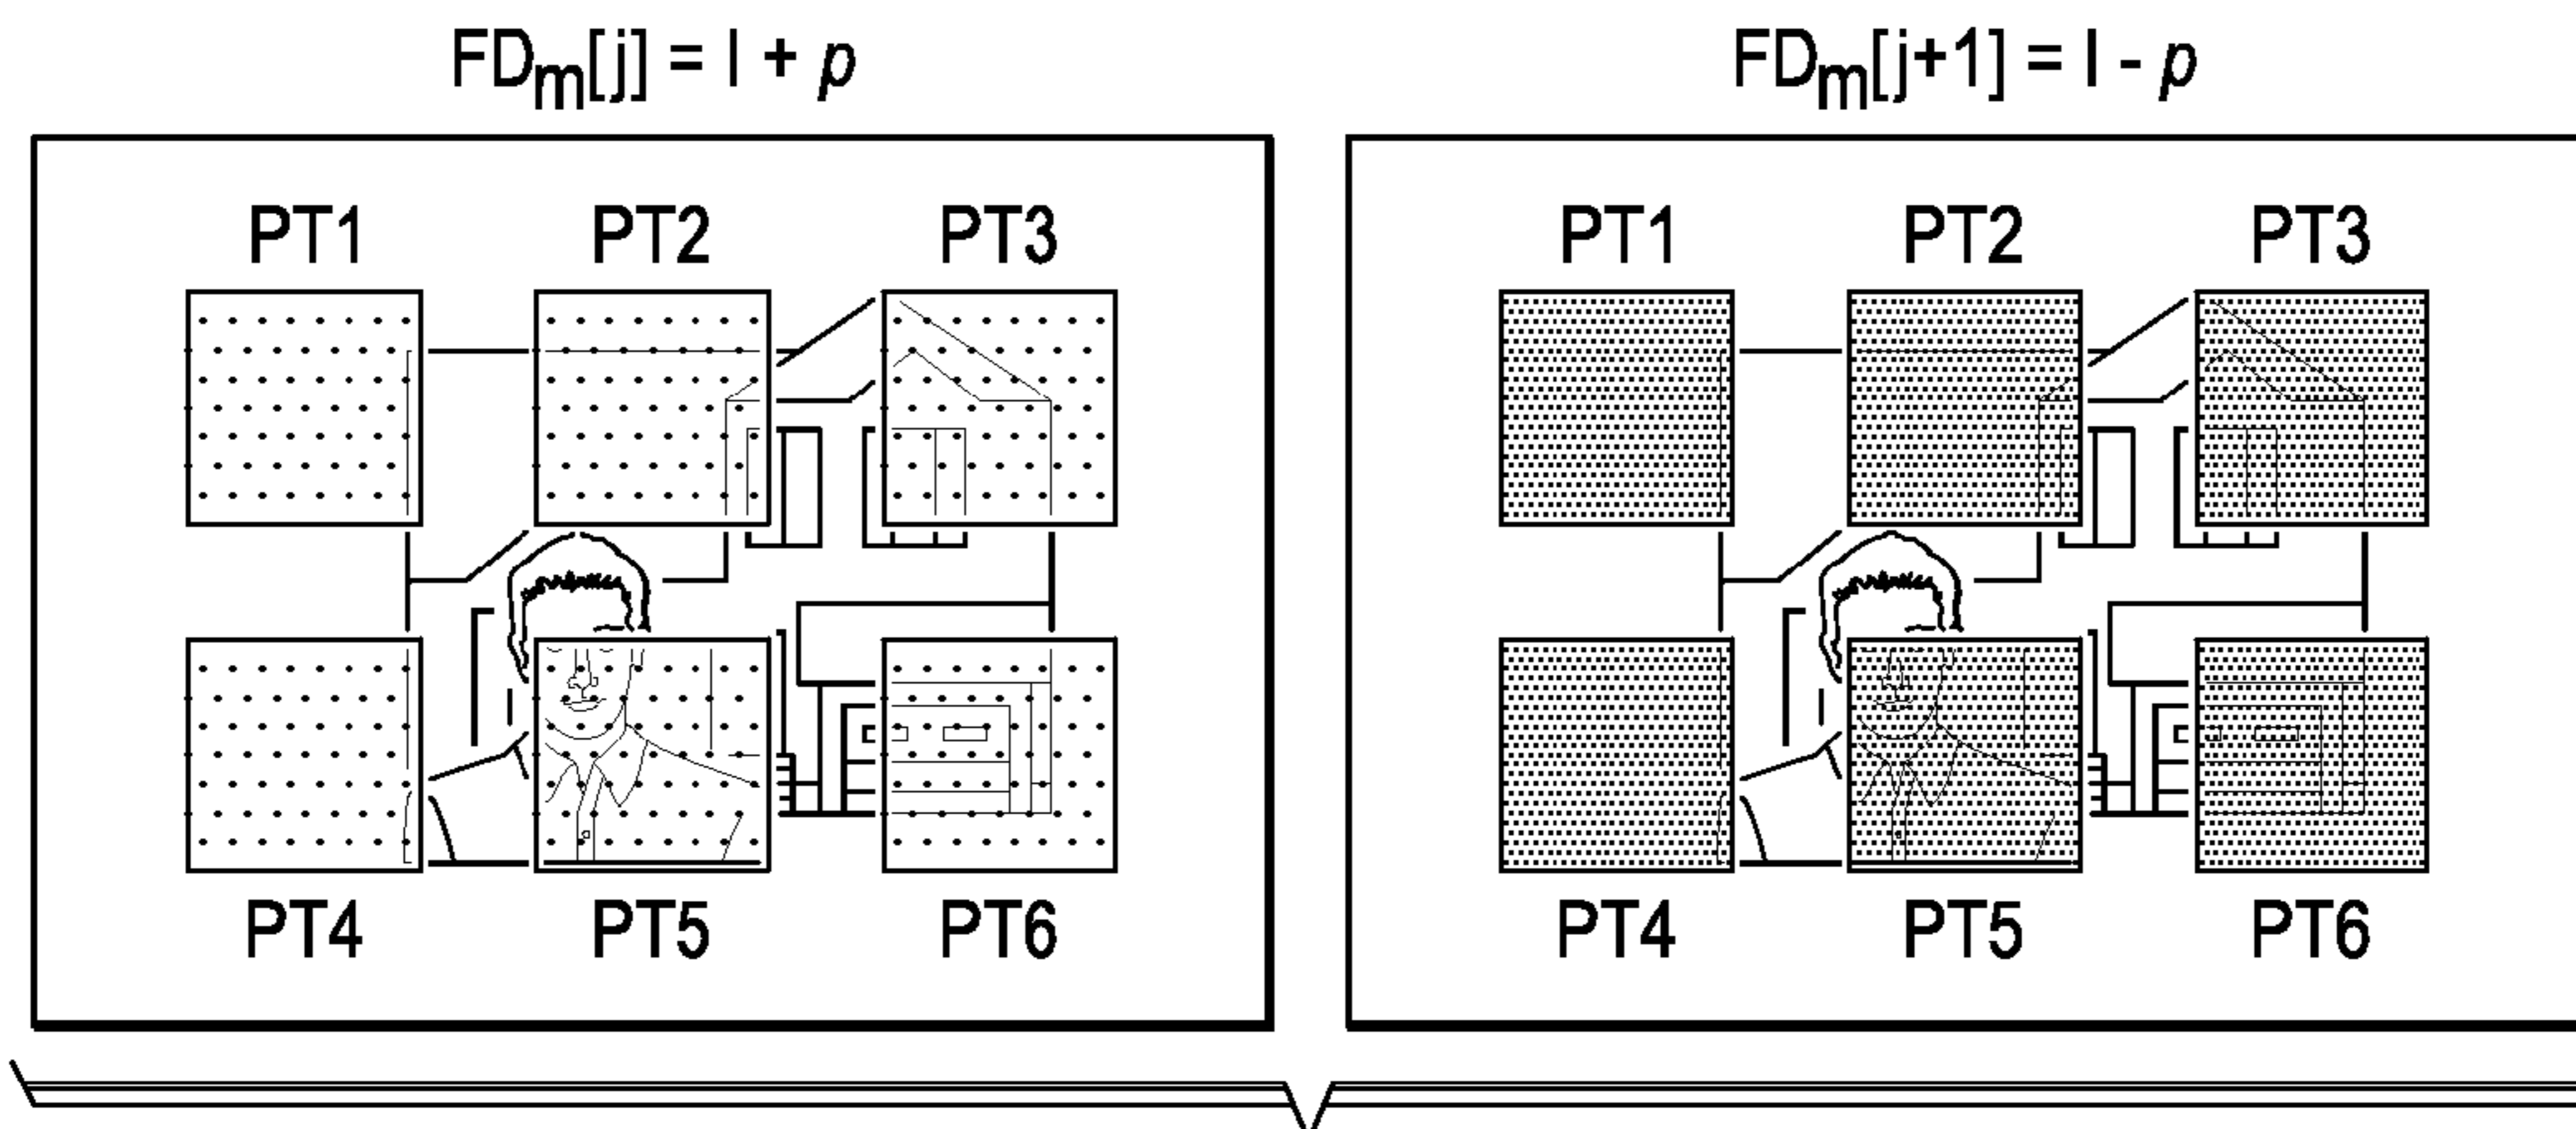 FDm[j] = I + p
FDm[j+1] = I - p
PT1 PT2 PT3
PT4 PT5 PT6
PT1 PT2 PT3
PT4 PT5 PT6